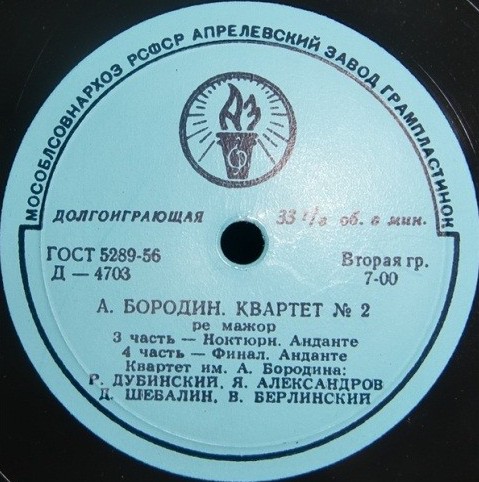 МОСОБЛСОВНАРХОЗ РСФСР АПРЕЛЕВСКИЙ ЗАВОД ГРАМПЛАСТИНОК
АЗ
ДОЛГОИГРАЮЩАЯ 33 1/3 об. в мин.
ГОСТ 5289-56 Вторая гр.
Д — 4703 7-00
А. БОРОДИН. КВАРТЕТ № 2
ре мажор
3 часть — Ноктюрн. Анданте
4 часть — Финал. Анданте
Квартет им. А. Бородина:
Р. ДУБИНСКИЙ, Я. АЛЕКСАНДРОВ
Д. ШЕБАЛИН, В. БЕРЛИНСКИЙ